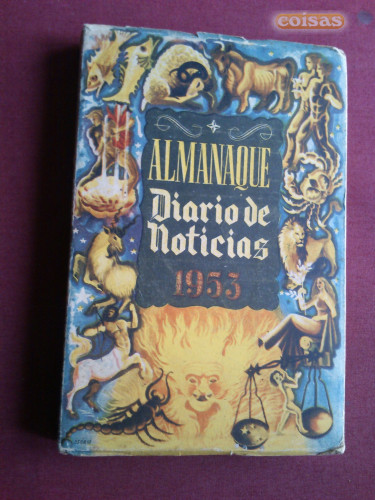 coisas
ALMANAQUE
Diario de
Noticias
1953